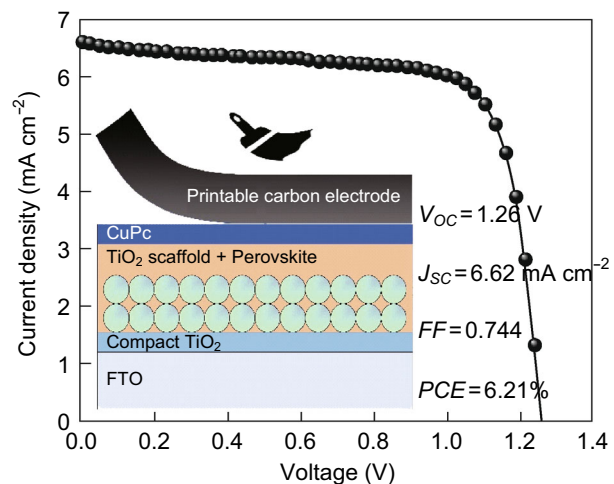 7
6
5
4
3
2
1
0
Current density (mA cm⁻²)
Printable carbon electrode
CuPc
TiO₂ scaffold + Perovskite
Compact TiO₂
FTO
V_OC = 1.26 V
J_SC = 6.62 mA cm⁻²
FF = 0.744
PCE = 6.21%
0.0 0.2 0.4 0.6 0.8 1.0 1.2 1.4
Voltage (V)